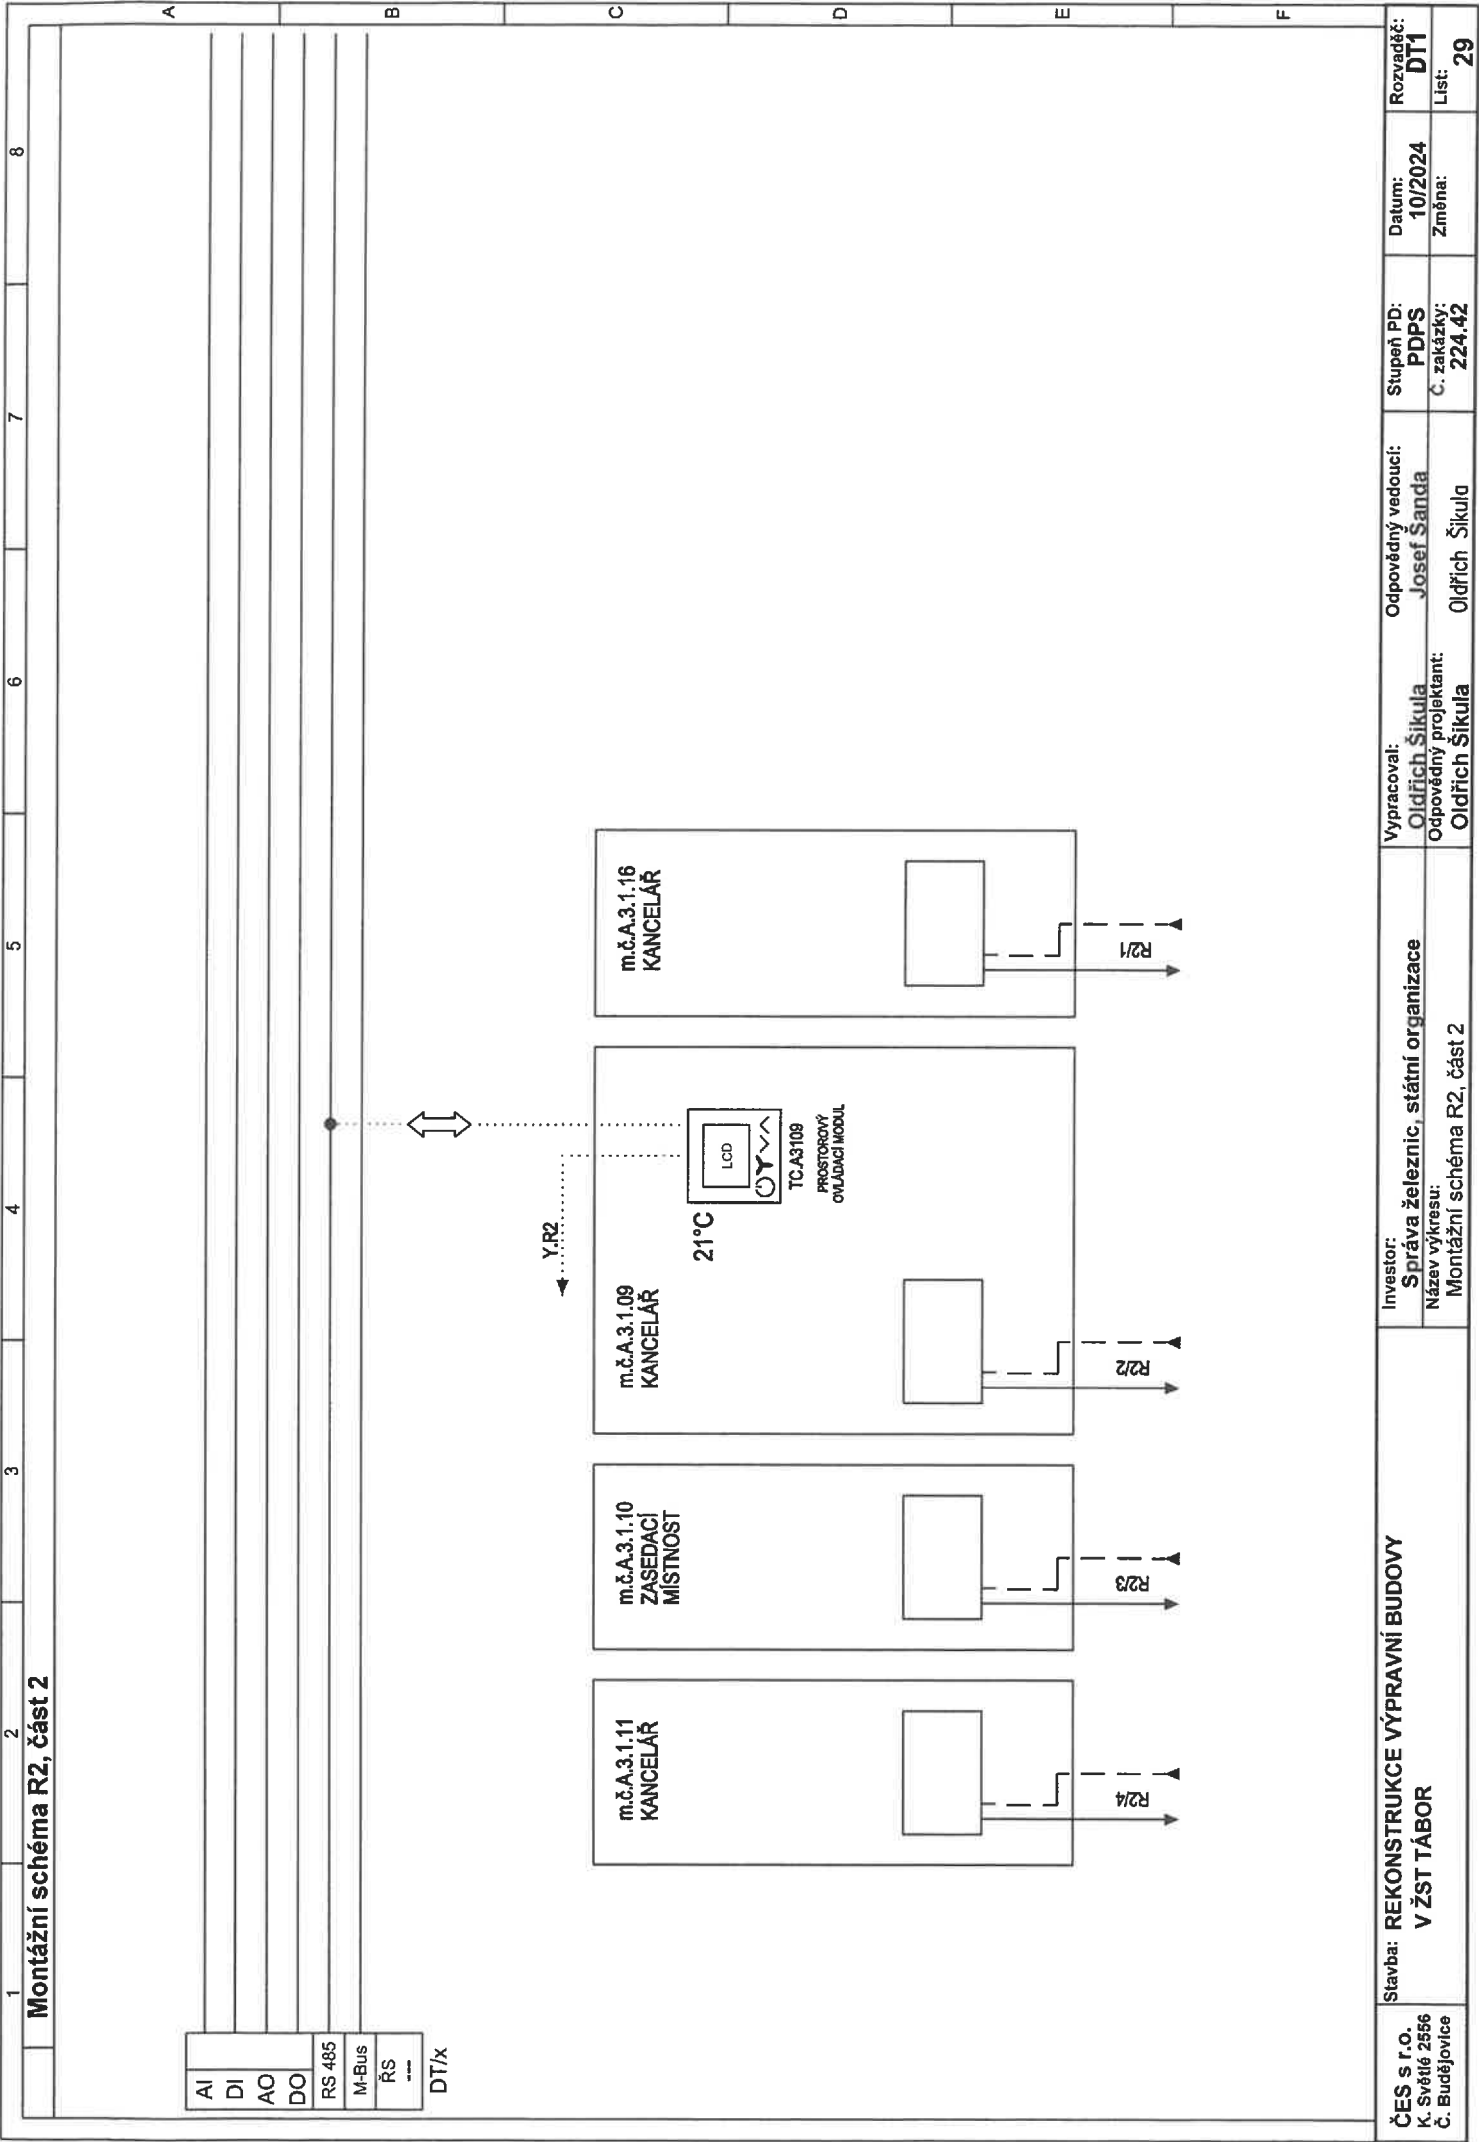 1 2 3 4 5 6 7 8
Montážní schéma R2, část 2
A
B
C
D
E
F
AI
DI
AO
DO
RS 485
M-Bus
ŘS
---
DT/x
Y.R2
m.č.A.3.1.11
KANCELÁŘ
R2/4
m.č.A.3.1.10
ZASEDACÍ
MÍSTNOST
R2/3
m.č.A.3.1.09
KANCELÁŘ
21°C
LCD
TC.A3109
PROSTOROVÝ
OVLÁDACÍ MODUL
R2/2
m.č.A.3.1.16
KANCELÁŘ
R2/1
ČES s r.o.
K. Světlé 2556
Č. Budějovice
Stavba: REKONSTRUKCE VÝPRAVNÍ BUDOVY
V ŽST TÁBOR
Investor:
Správa železnic, státní organizace
Název výkresu:
Montážní schéma R2, část 2
Vypracoval:
Oldřich Šikula
Odpovědný projektant:
Oldřich Šikula
Odpovědný vedoucí:
Josef Šanda
Oldřich Šikula
Stupeň PD:
PDPS
Č. zakázky:
224.42
Datum:
10/2024
Změna:
Rozvaděč:
DT1
List:
29